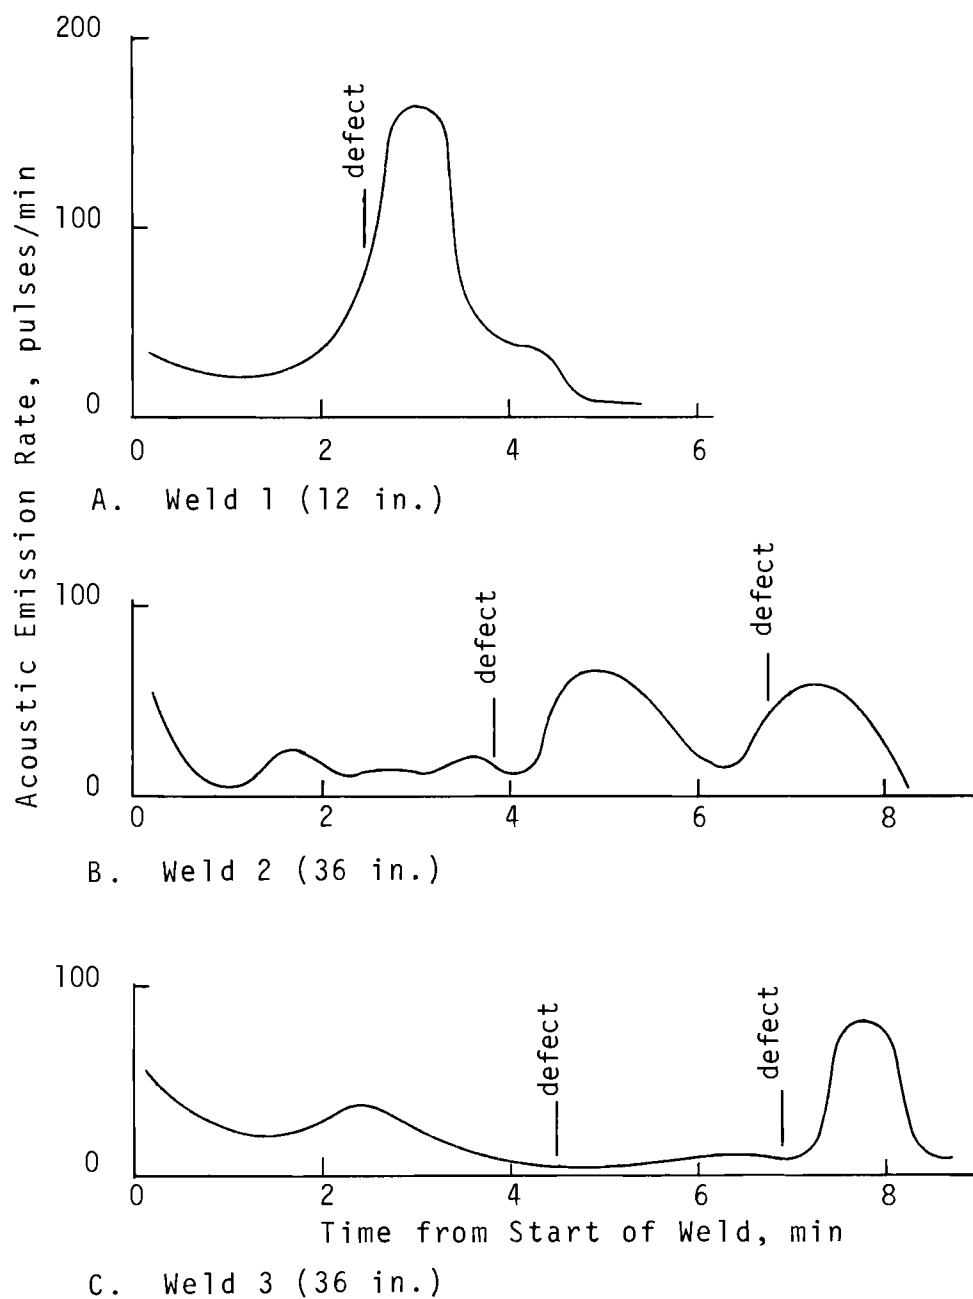 Acoustic Emission Rate, pulses/min
200
100
0
defect
0 2 4 6
A. Weld 1 (12 in.)
100
0
defect
defect
0 2 4 6 8
B. Weld 2 (36 in.)
100
0
defect
defect
0 2 4 6 8
Time from Start of Weld, min
C. Weld 3 (36 in.)